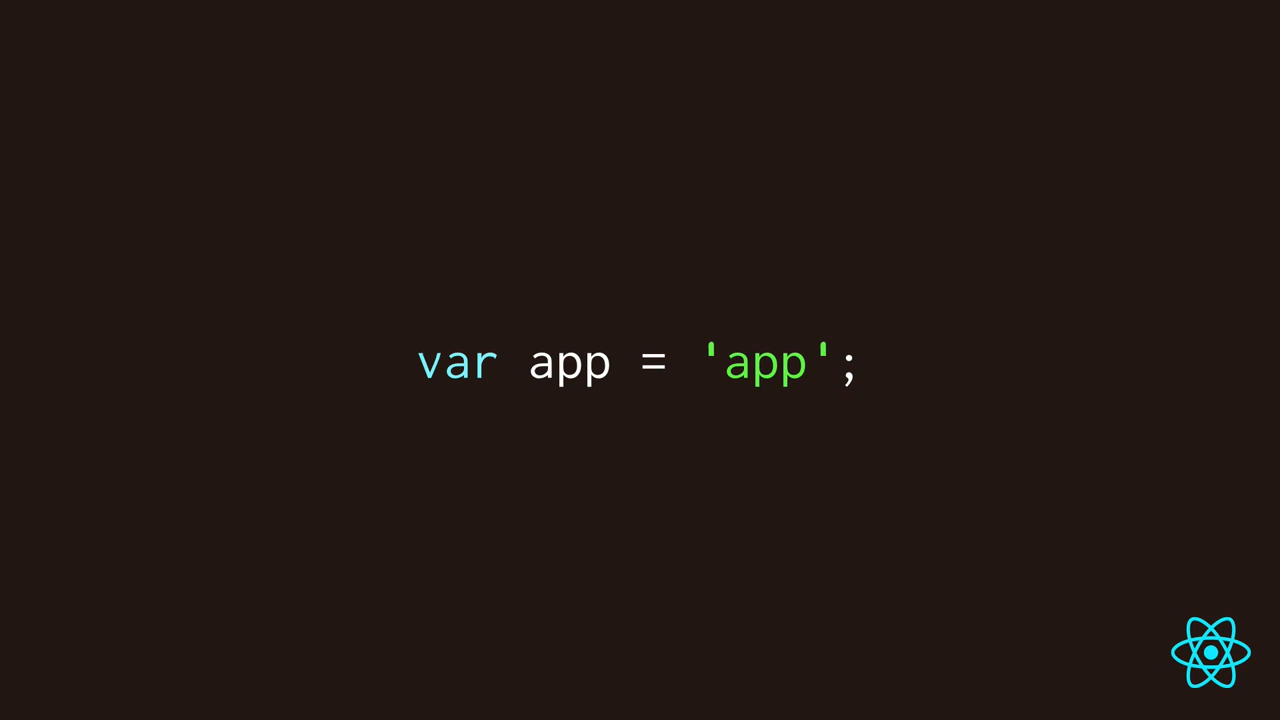 var app = 'app';